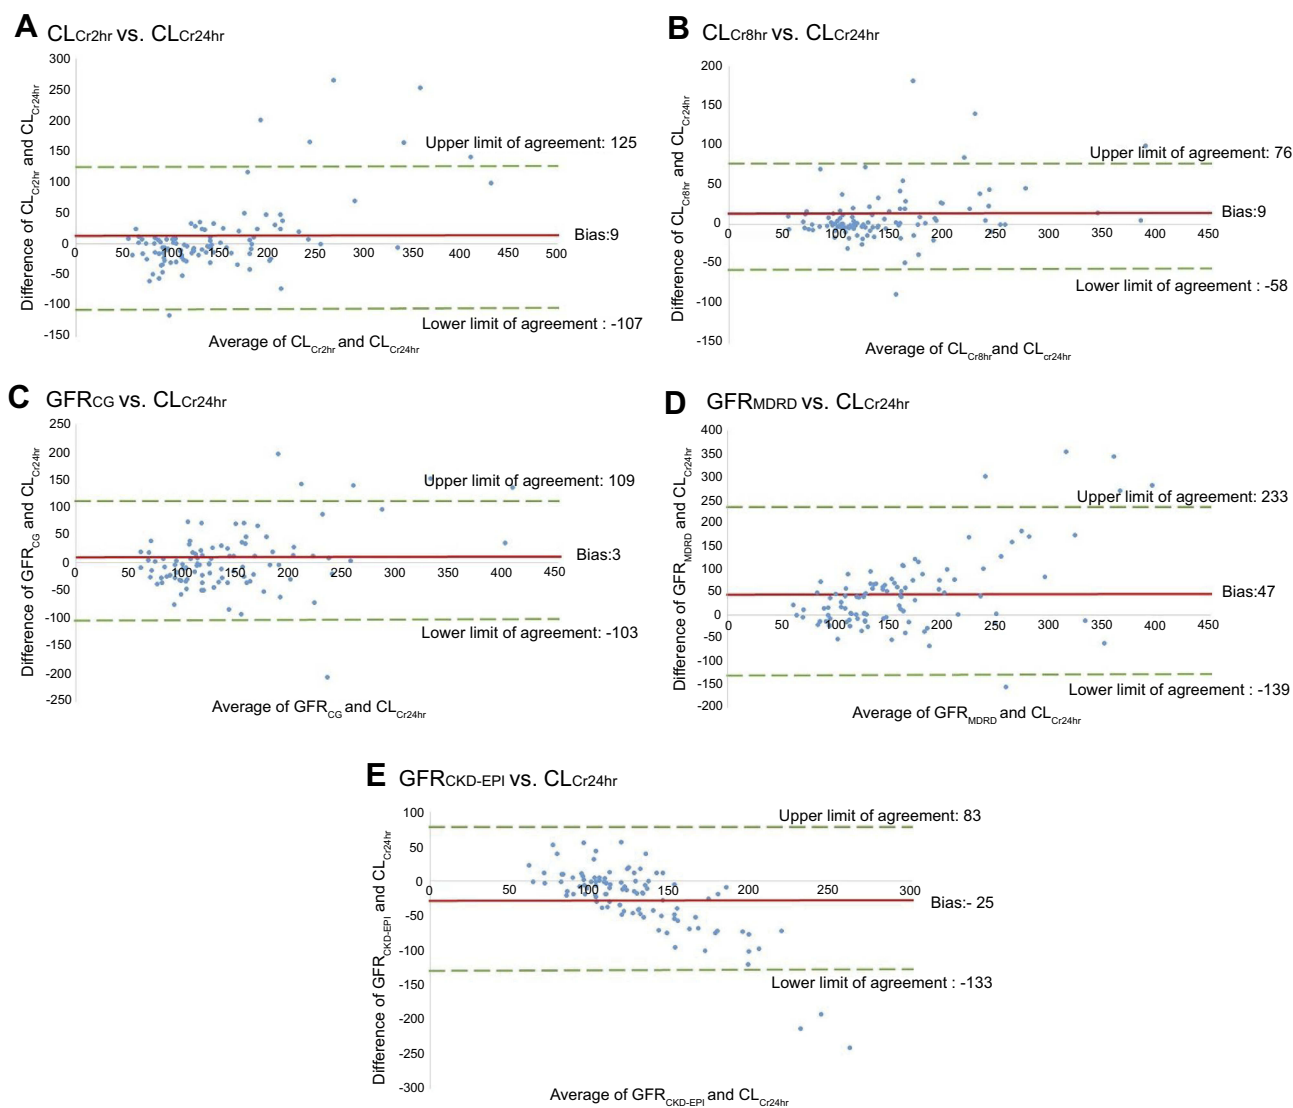 A CLCr2hr vs. CLCr24hr
Difference of CLCr2hr and CLCr24hr
300
250
200
150
100
50
0
-50
-100
-150
0 50 100 150 200 250 300 350 400 450 500
Upper limit of agreement: 125
Bias:9
Lower limit of agreement : -107
Average of CLCr2hr and CLCr24hr
B CLCr8hr vs. CLCr24hr
Difference of CLCr8hr and CLCr24hr
200
150
100
50
0
-50
-100
-150
0 50 100 150 200 250 300 350 400 450
Upper limit of agreement: 76
Bias:9
Lower limit of agreement : -58
Average of CLCr8hr and CLcr24hr
C GFRCG vs. CLCr24hr
Difference of GFRCG and CLCr24hr
250
200
150
100
50
0
-50
-100
-150
-200
-250
0 50 100 150 200 250 300 350 400 450
Upper limit of agreement: 109
Bias:3
Lower limit of agreement: -103
Average of GFRCG and CLCr24hr
D GFRMDRD vs. CLCr24hr
Difference of GFRMDRD and CLCr24hr
400
350
300
250
200
150
100
50
0
-50
-100
-150
-200
0 50 100 150 200 250 300 350 400 450
Upper limit of agreement: 233
Bias:47
Lower limit of agreement : -139
Average of GFRMDRD and CLCr24hr
E GFRCKD-EPI vs. CLCr24hr
Difference of GFRCKD-EPI and CLCr24hr
100
50
0
-50
-100
-150
-200
-250
-300
0 50 100 150 200 250 300
Upper limit of agreement: 83
Bias:- 25
Lower limit of agreement : -133
Average of GFRCKD-EPI and CLCr24hr